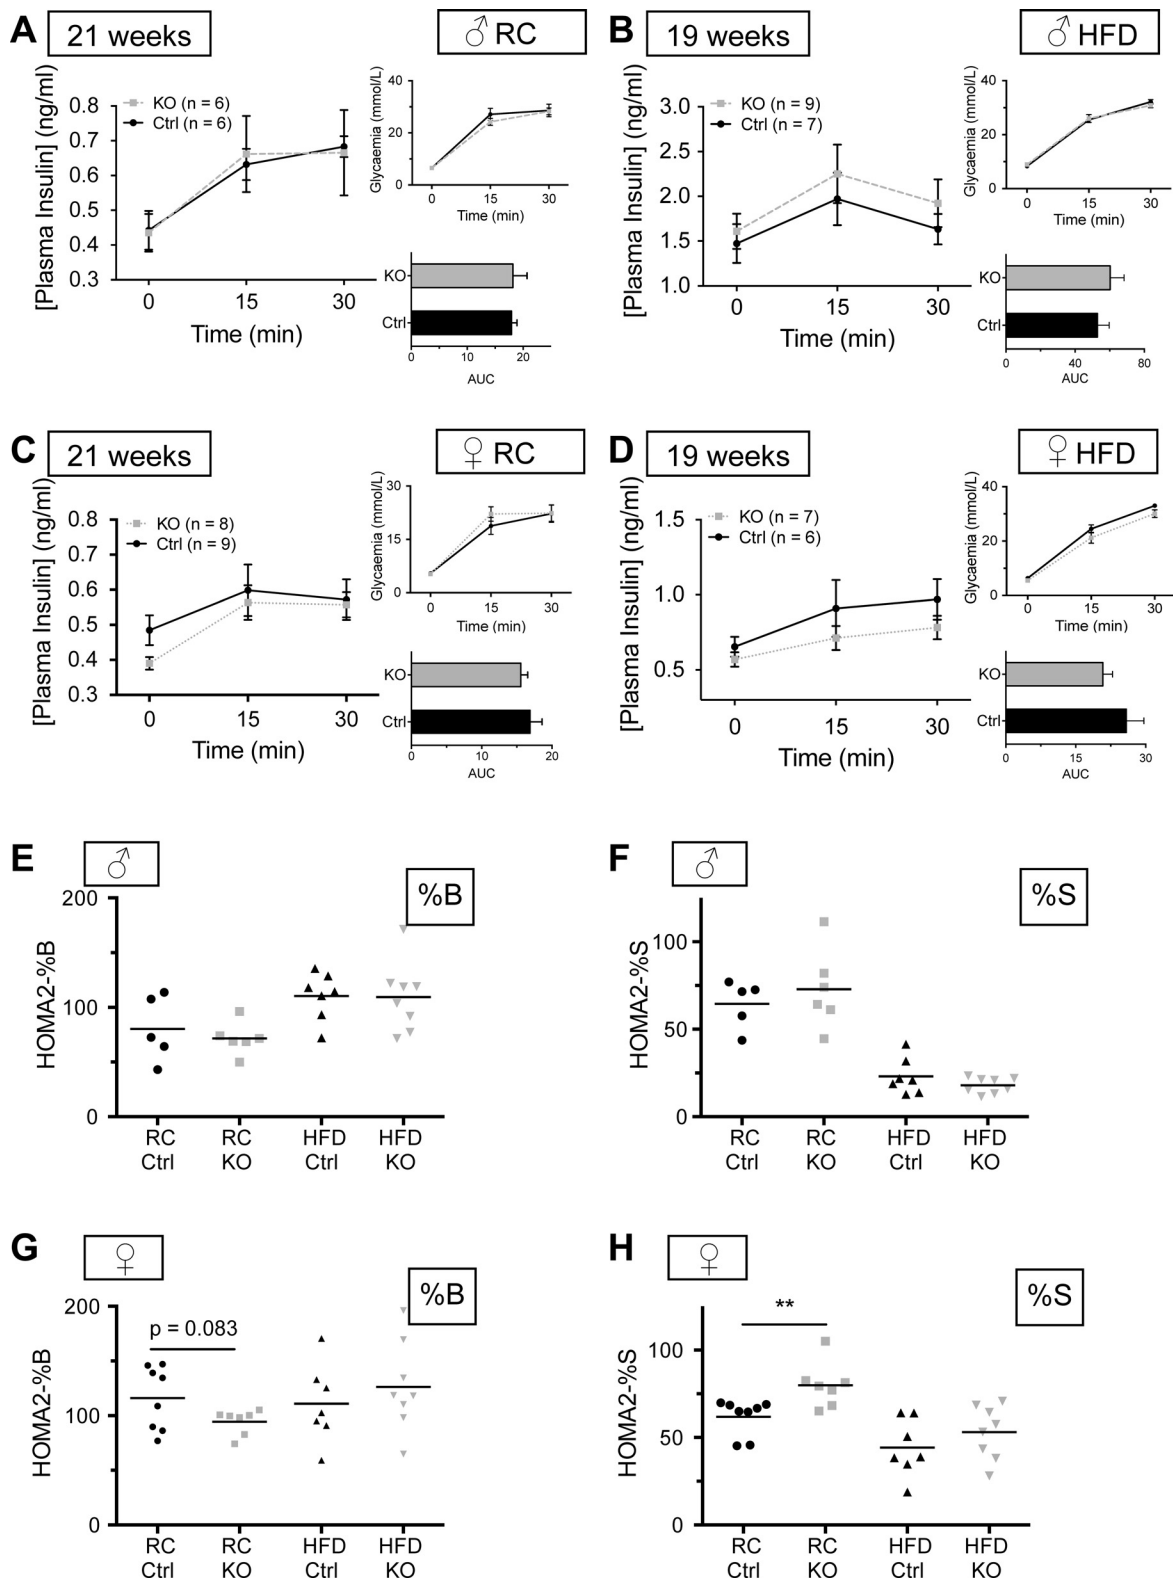 A 21 weeks ♂ RC
[Plasma Insulin] (ng/ml)
0.8
0.7
0.6
0.5
0.4
0.3
KO (n = 6)
Ctrl (n = 6)
0 15 30
Time (min)
Glycaemia (mmol/L)
40
20
0
0 15 30
Time (min)
KO
Ctrl
0 10 20
AUC
B 19 weeks ♂ HFD
[Plasma Insulin] (ng/ml)
3.0
2.5
2.0
1.5
1.0
KO (n = 9)
Ctrl (n = 7)
0 15 30
Time (min)
Glycaemia (mmol/L)
40
20
0
0 15 30
Time (min)
KO
Ctrl
0 40 80
AUC
C 21 weeks ♀ RC
[Plasma Insulin] (ng/ml)
0.8
0.7
0.6
0.5
0.4
0.3
KO (n = 8)
Ctrl (n = 9)
0 15 30
Time (min)
Glycaemia (mmol/L)
30
15
0
0 15 30
Time (min)
KO
Ctrl
0 10 20
AUC
D 19 weeks ♀ HFD
[Plasma Insulin] (ng/ml)
1.5
1.0
0.5
KO (n = 7)
Ctrl (n = 6)
0 15 30
Time (min)
Glycaemia (mmol/L)
40
20
0
0 15 30
Time (min)
KO
Ctrl
0 15 30
AUC
E ♂ %B
HOMA2-%B
200
100
0
RC RC HFD HFD
Ctrl KO Ctrl KO
F ♂ %S
HOMA2-%S
100
50
0
RC RC HFD HFD
Ctrl KO Ctrl KO
G ♀ %B
HOMA2-%B
200
100
0
p = 0.083
RC RC HFD HFD
Ctrl KO Ctrl KO
H ♀ %S
HOMA2-%S
100
50
0
**
RC RC HFD HFD
Ctrl KO Ctrl KO